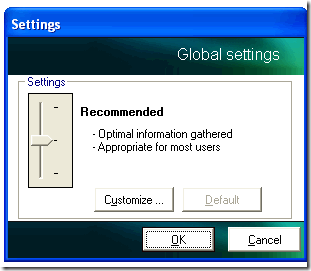 Settings
Global settings
Settings
Recommended
- Optimal information gathered
- Appropriate for most users
Customize ...
Default
OK
Cancel